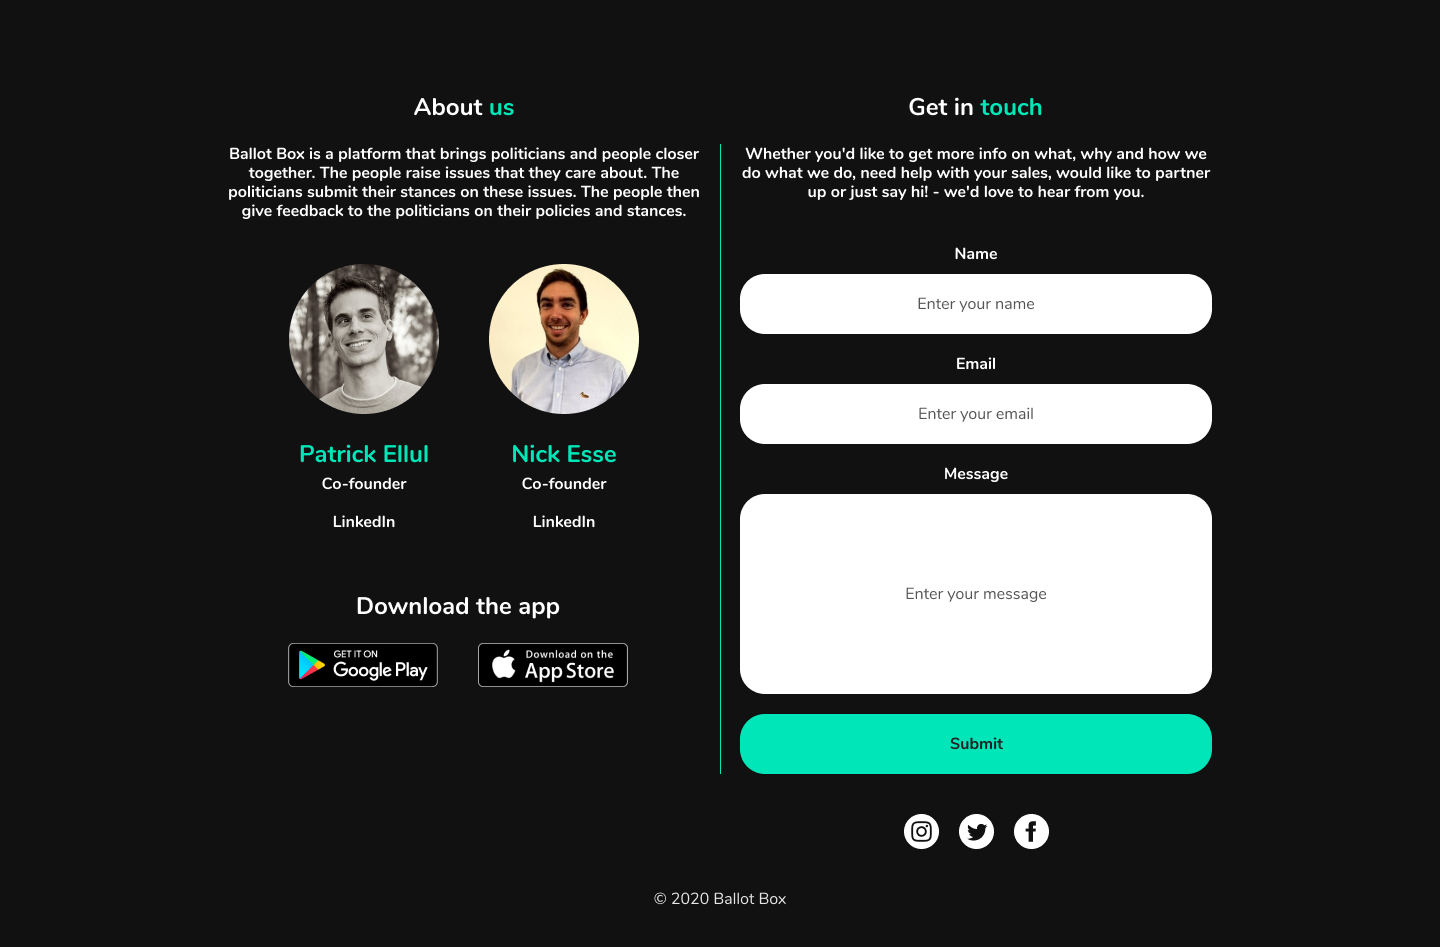 About us
Ballot Box is a platform that brings politicians and people closer
together. The people raise issues that they care about. The
politicians submit their stances on these issues. The people then
give feedback to the politicians on their policies and stances.
Patrick Ellul
Co-founder
LinkedIn
Nick Esse
Co-founder
LinkedIn
Download the app
GET IT ON
Google Play
Download on the
App Store
Get in touch
Whether you'd like to get more info on what, why and how we
do what we do, need help with your sales, would like to partner
up or just say hi! - we'd love to hear from you.
Name
Enter your name
Email
Enter your email
Message
Enter your message
Submit
© 2020 Ballot Box